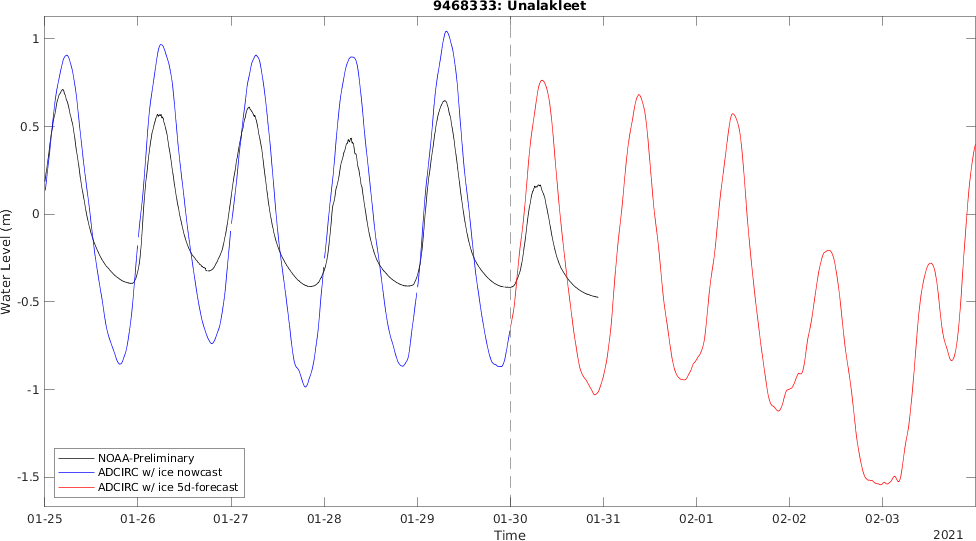 9468333: Unalakleet
1
0.5
0
-0.5
-1
-1.5
Water Level (m)
NOAA-Preliminary
ADCIRC w/ ice nowcast
ADCIRC w/ ice 5d-forecast
01-25 01-26 01-27 01-28 01-29 01-30 01-31 02-01 02-02 02-03
Time
2021